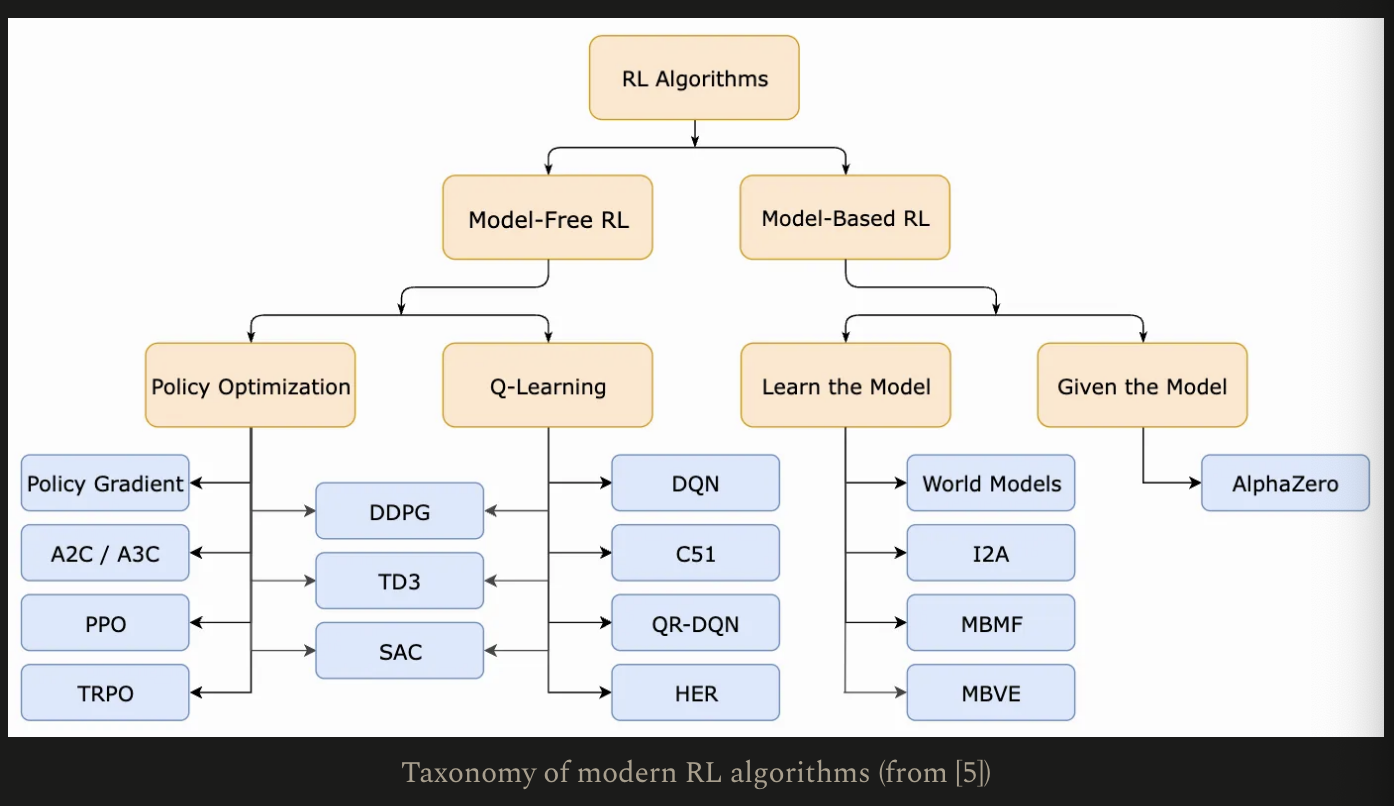 RL Algorithms
Model-Free RL
Model-Based RL
Policy Optimization
Q-Learning
Learn the Model
Given the Model
Policy Gradient
DDPG
DQN
World Models
AlphaZero
A2C / A3C
TD3
C51
I2A
PPO
SAC
QR-DQN
MBMF
TRPO
HER
MBVE
Taxonomy of modern RL algorithms (from [5])